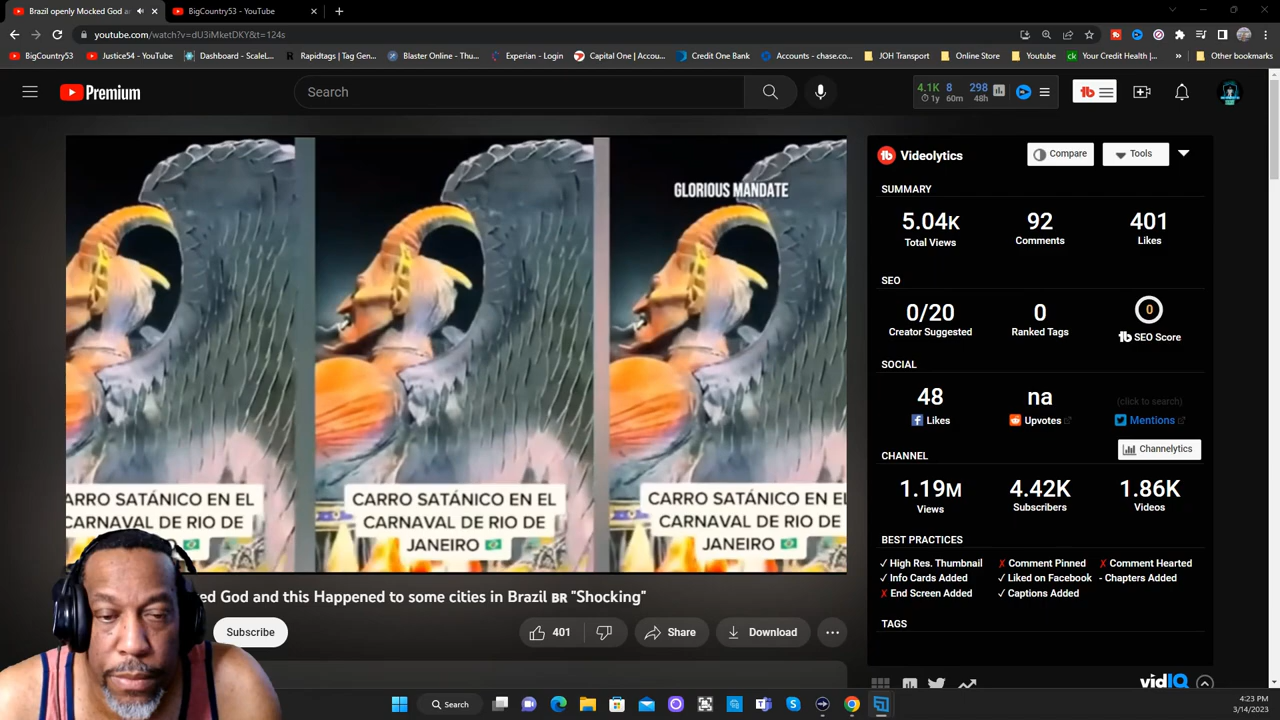 Brazil openly Mocked God an
BigCountry53 - YouTube
youtube.com/watch?v=dU3iMketDKY&t=124s
BigCountry53
Justice54 - YouTube
Dashboard - ScaleL...
Rapidtags | Tag Gen...
Blaster Online - Thu...
Experian - Login
Capital One | Accou...
Credit One Bank
Accounts - chase.co...
JOH Transport
Online Store
Youtube
Your Credit Health |...
Other bookmarks
Premium
Search
4.1K 8 298
1y 60m 48h
tb
GLORIOUS MANDATE
ARRO SATÁNICO EN EL
CARNAVAL DE RIO DE
O
CARRO SATÁNICO EN EL
CARNAVAL DE RIO DE
JANEIRO
CARRO SATÁNICO EN EL
CARNAVAL DE RIO DE
JANEIRO
ed God and this Happened to some cities in Brazil BR "Shocking"
Subscribe
401
Share
Download
tb Videolytics
Compare
Tools
SUMMARY
5.04K 92 401
Total Views Comments Likes
SEO
0/20 0 0
Creator Suggested Ranked Tags tb SEO Score
SOCIAL
48 na (click to search)
Likes Upvotes Mentions
Channelytics
CHANNEL
1.19M 4.42K 1.86K
Views Subscribers Videos
BEST PRACTICES
✓ High Res. Thumbnail ✗ Comment Pinned ✗ Comment Hearted
✓ Info Cards Added ✓ Liked on Facebook - Chapters Added
✗ End Screen Added ✓ Captions Added
TAGS
vidIQ
Search
4:23 PM
3/14/2023